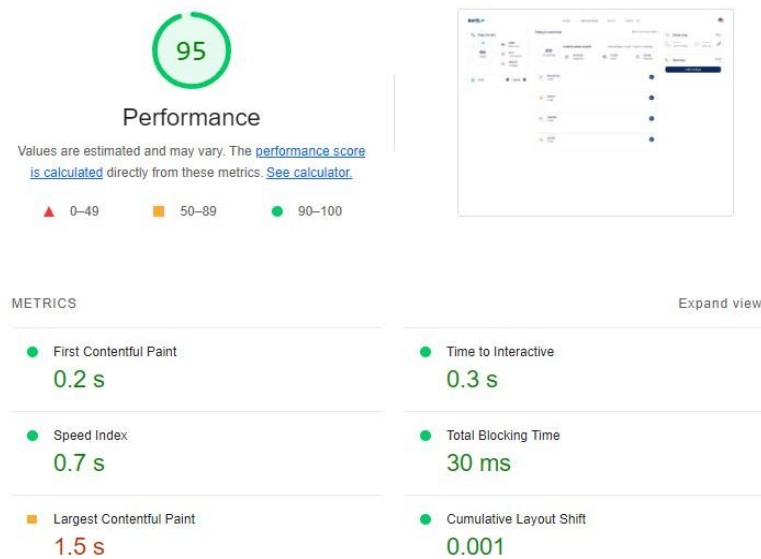 95
Performance
Values are estimated and may vary. The performance score
is calculated directly from these metrics. See calculator.
0–49
50–89
90–100
METRICS
Expand view
First Contentful Paint
0.2 s
Time to Interactive
0.3 s
Speed Index
0.7 s
Total Blocking Time
30 ms
Largest Contentful Paint
1.5 s
Cumulative Layout Shift
0.001